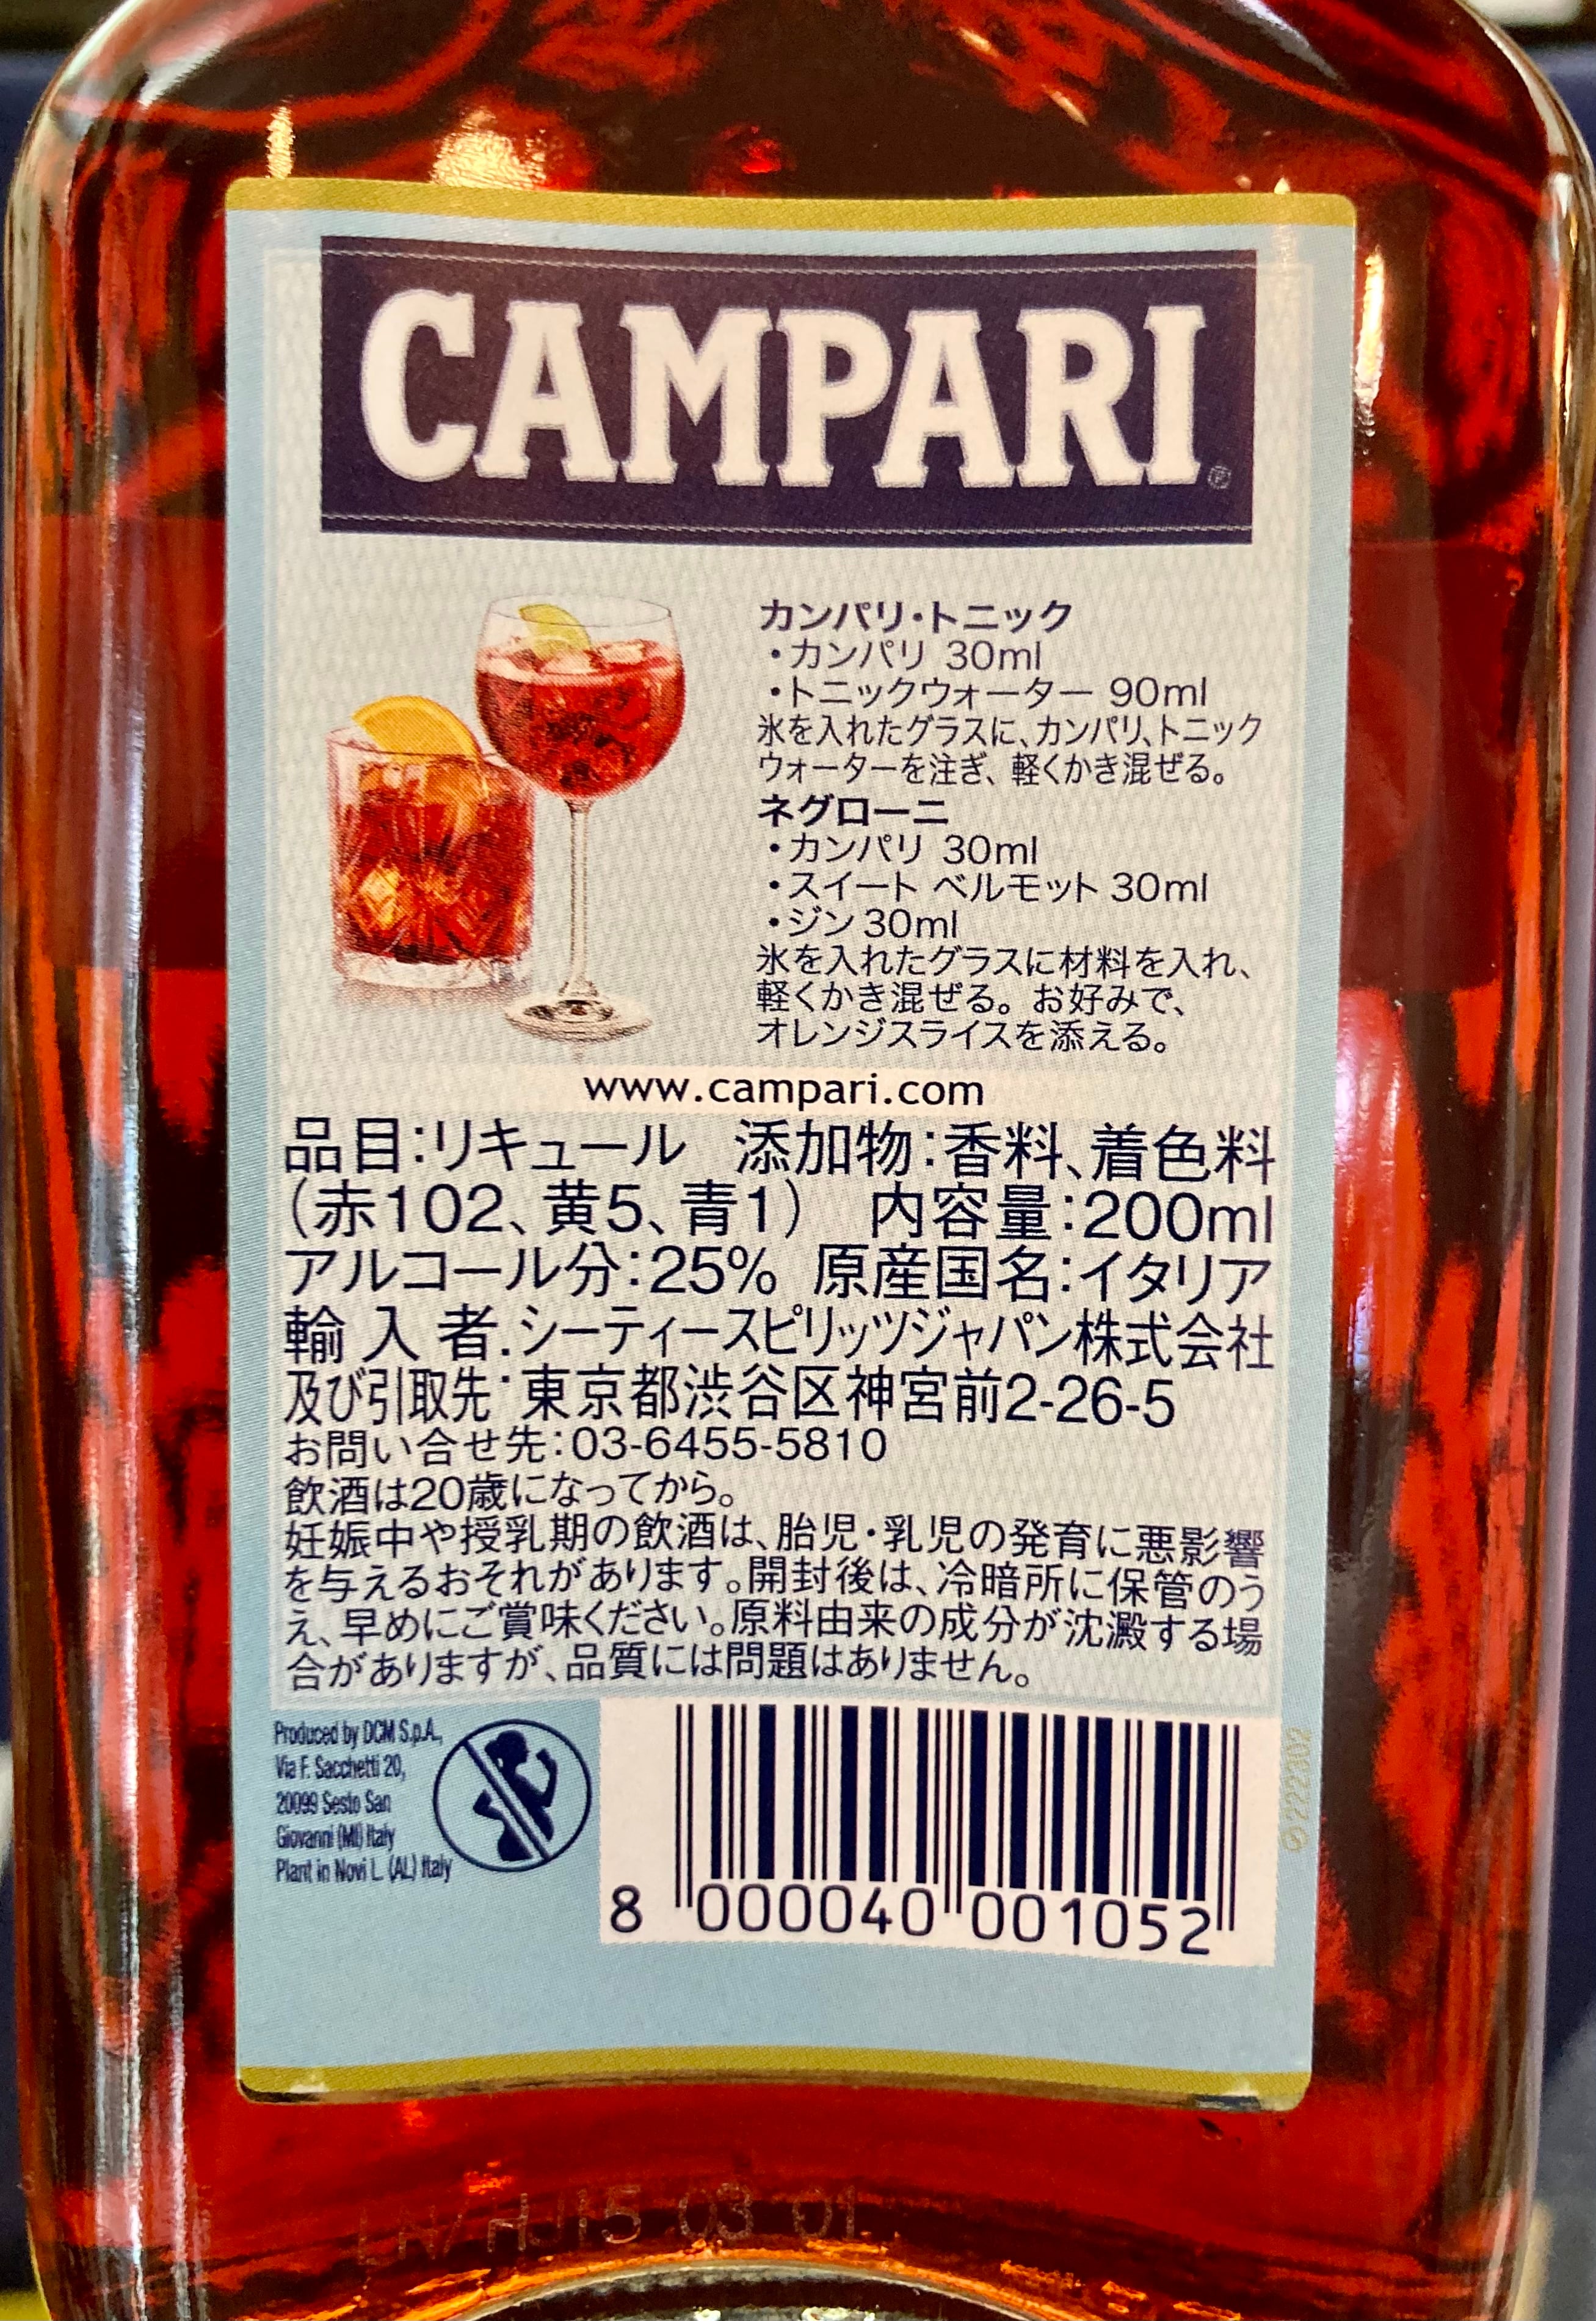 CAMPARI®
カンパリ・トニック
・カンパリ 30ml
・トニックウォーター 90ml
氷を入れたグラスに、カンパリ、トニック
ウォーターを注ぎ、軽くかき混ぜる。
ネグローニ
・カンパリ 30ml
・スイート ベルモット 30ml
・ジン 30ml
氷を入れたグラスに材料を入れ、
軽くかき混ぜる。お好みで、
オレンジスライスを添える。
www.campari.com
品目:リキュール 添加物:香料、着色料
(赤102、黄5、青1) 内容量:200ml
アルコール分:25% 原産国名:イタリア
輸入者.シーティースピリッツジャパン株式会社
及び引取先・東京都渋谷区神宮前2-26-5
お問い合せ先:03-6455-5810
飲酒は20歳になってから。
妊娠中や授乳期の飲酒は、胎児・乳児の発育に悪影響
を与えるおそれがあります。開封後は、冷暗所に保管のう
え、早めにご賞味ください。原料由来の成分が沈澱する場
合がありますが、品質には問題はありません。
Produced by DCM S.p.A.,
Via F. Sacchetti 20,
20099 Sesto San
Giovanni (MI) Italy
Plant in Novi L. (AL) Italy
8 000040 001052
222302
03 01